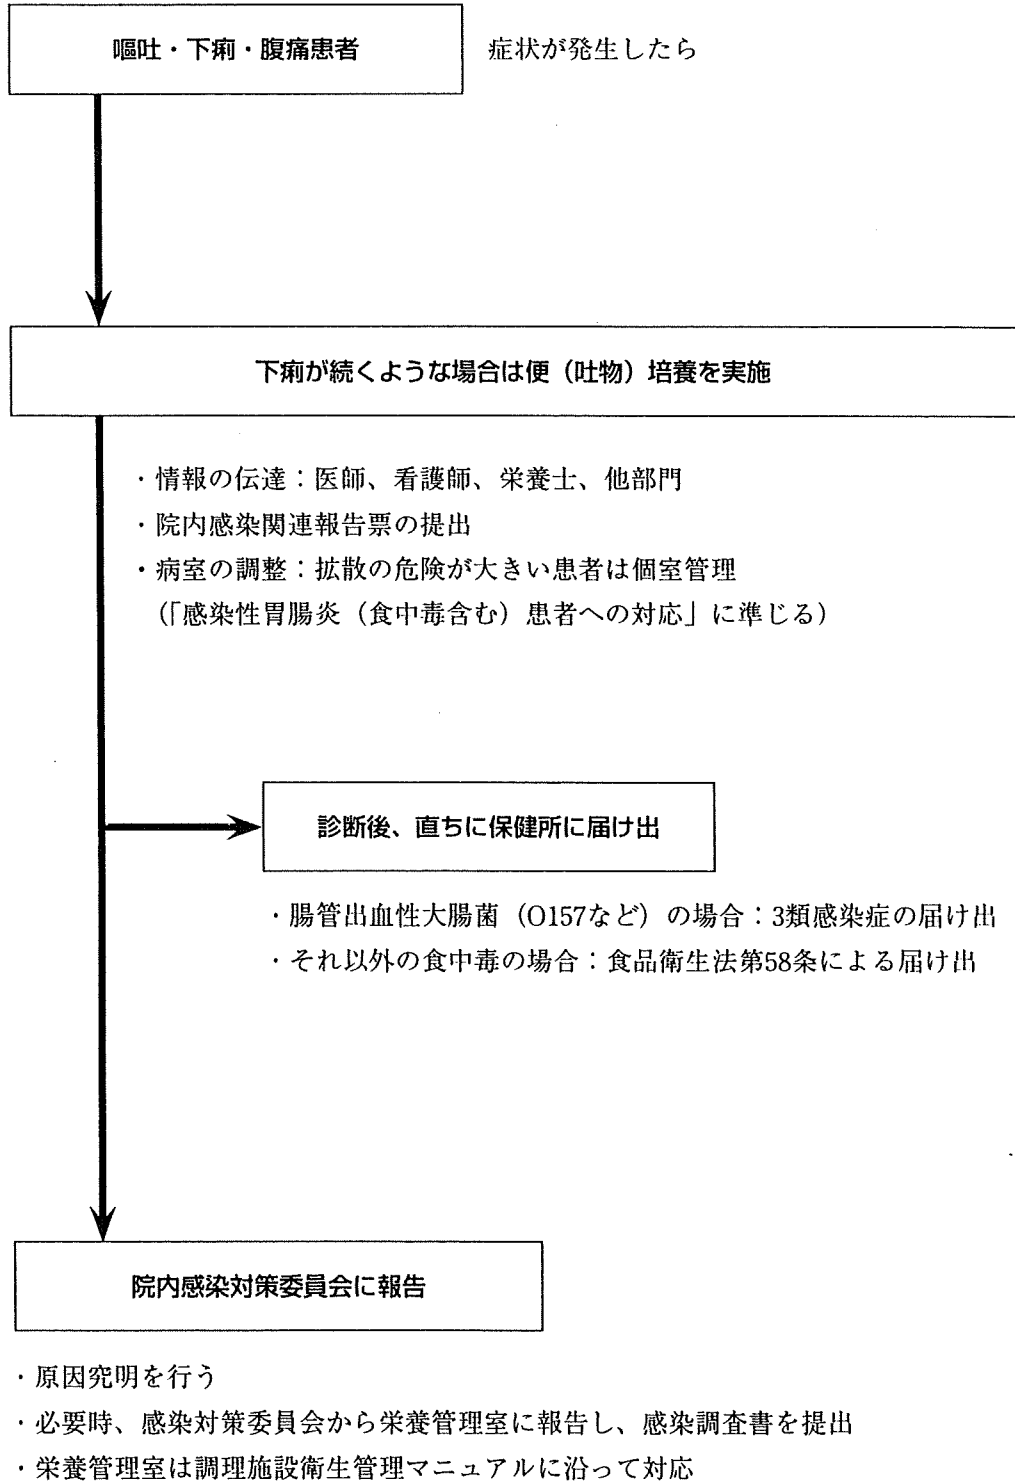 嘔吐・下痢・腹痛患者
症状が発生したら
下痢が続くような場合は便（吐物）培養を実施
・情報の伝達：医師、看護師、栄養士、他部門
・院内感染関連報告票の提出
・病室の調整：拡散の危険が大きい患者は個室管理
（「感染性胃腸炎（食中毒含む）患者への対応」に準じる）
診断後、直ちに保健所に届け出
・腸管出血性大腸菌（O157など）の場合：3類感染症の届け出
・それ以外の食中毒の場合：食品衛生法第58条による届け出
院内感染対策委員会に報告
・原因究明を行う
・必要時、感染対策委員会から栄養管理室に報告し、感染調査書を提出
・栄養管理室は調理施設衛生管理マニュアルに沿って対応